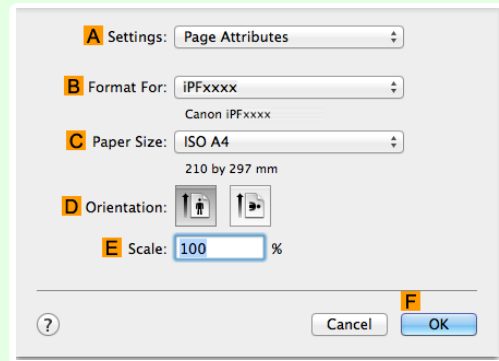 A Settings: Page Attributes
B Format For: iPFxxxx
Canon iPFxxxx
C Paper Size: ISO A4
210 by 297 mm
D Orientation:
E Scale: 100 %
F
? Cancel OK